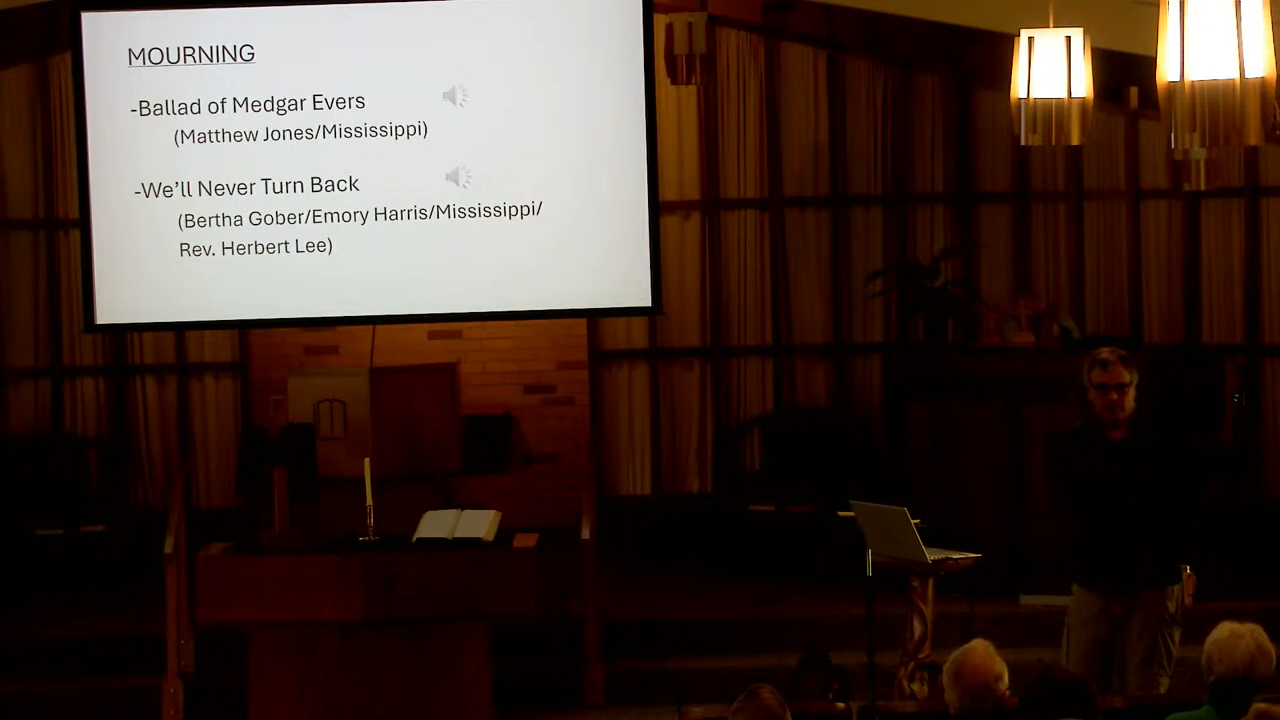 MOURNING
-Ballad of Medgar Evers
(Matthew Jones/Mississippi)
-We'll Never Turn Back
(Bertha Gober/Emory Harris/Mississippi/
Rev. Herbert Lee)